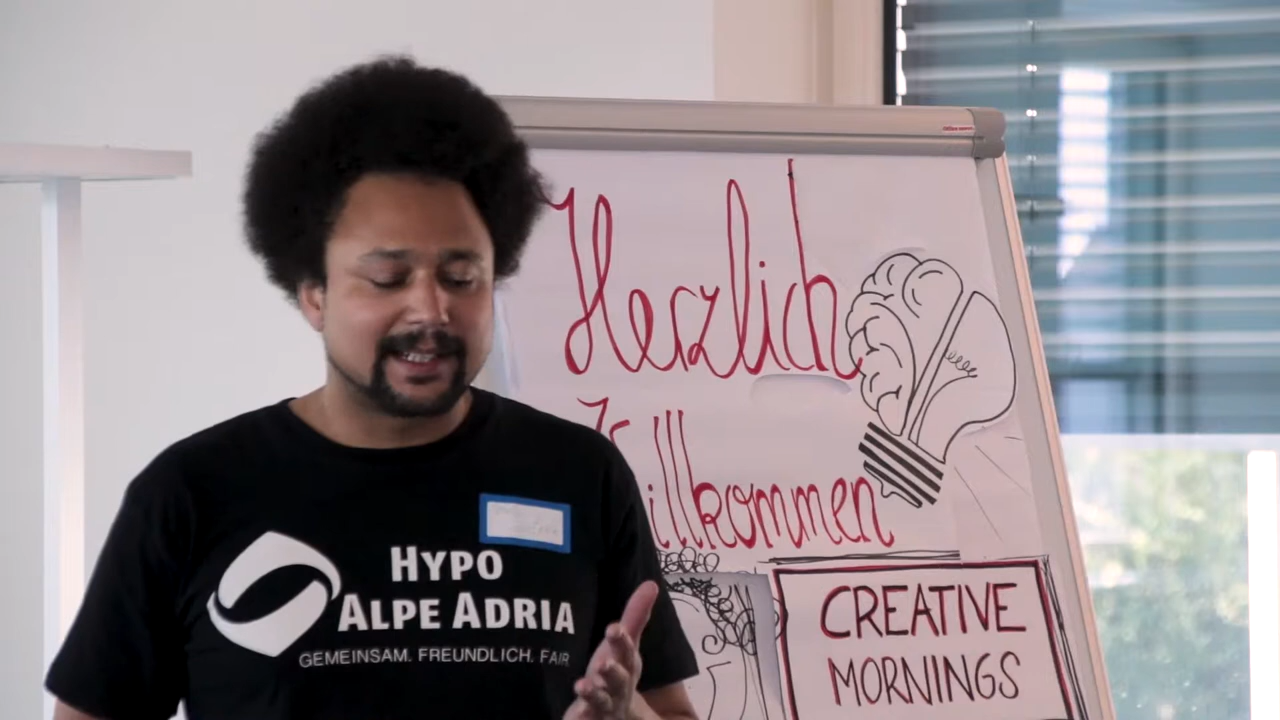 Herzlich
Willkommen
CREATIVE
MORNINGS
HYPO
ALPE ADRIA
GEMEINSAM. FREUNDLICH. FAIR